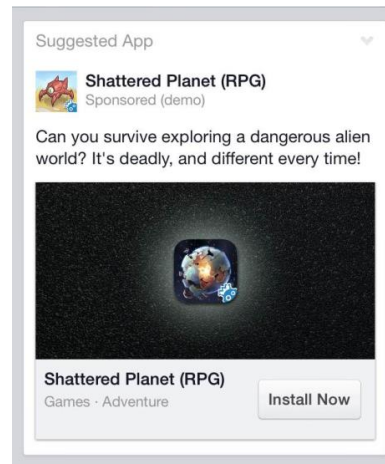 Suggested App
Shattered Planet (RPG)
Sponsored (demo)
Can you survive exploring a dangerous alien
world? It's deadly, and different every time!
Shattered Planet (RPG)
Games · Adventure
Install Now